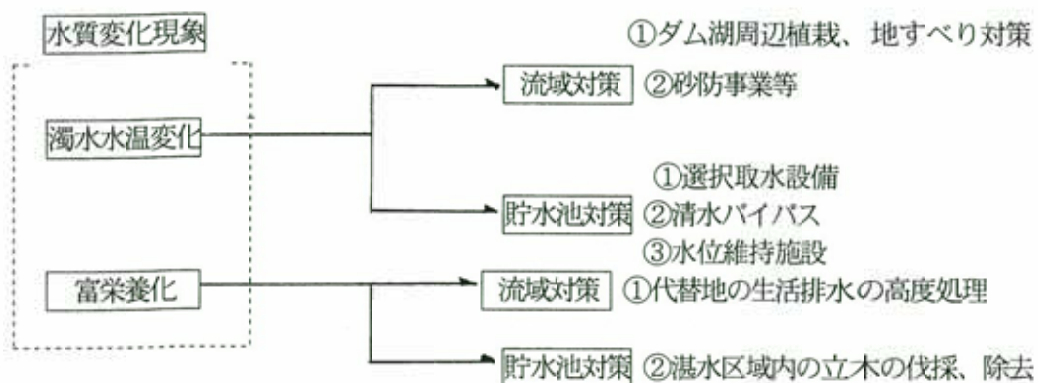 水質変化現象
①ダム湖周辺植栽、地すべり対策
流域対策 ②砂防事業等
濁水水温変化
①選択取水設備
貯水池対策 ②清水バイパス
③水位維持施設
富栄養化 流域対策 ①代替地の生活排水の高度処理
貯水池対策 ②湛水区域内の立木の伐採、除去